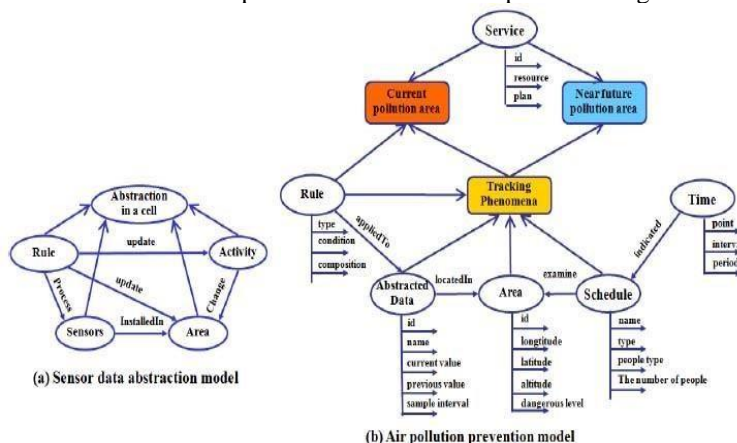 Service
id
resource
plan
Current
pollution area
Near future
pollution area
Abstraction
in a cell
Rule
update
Activity
update
Process
Change
Sensors
InstalledIn
Area
(a) Sensor data abstraction model
Rule
type
condition
composition
appliedTo
Tracking
Phenomena
Time
point
period
indicated
Abstracted
Data
locatedIn
Area
examine
Schedule
id
name
current value
previous value
sample interval
id
longtitude
latitude
altitude
dangerous level
name
type
people type
The number of people
(b) Air pollution prevention model